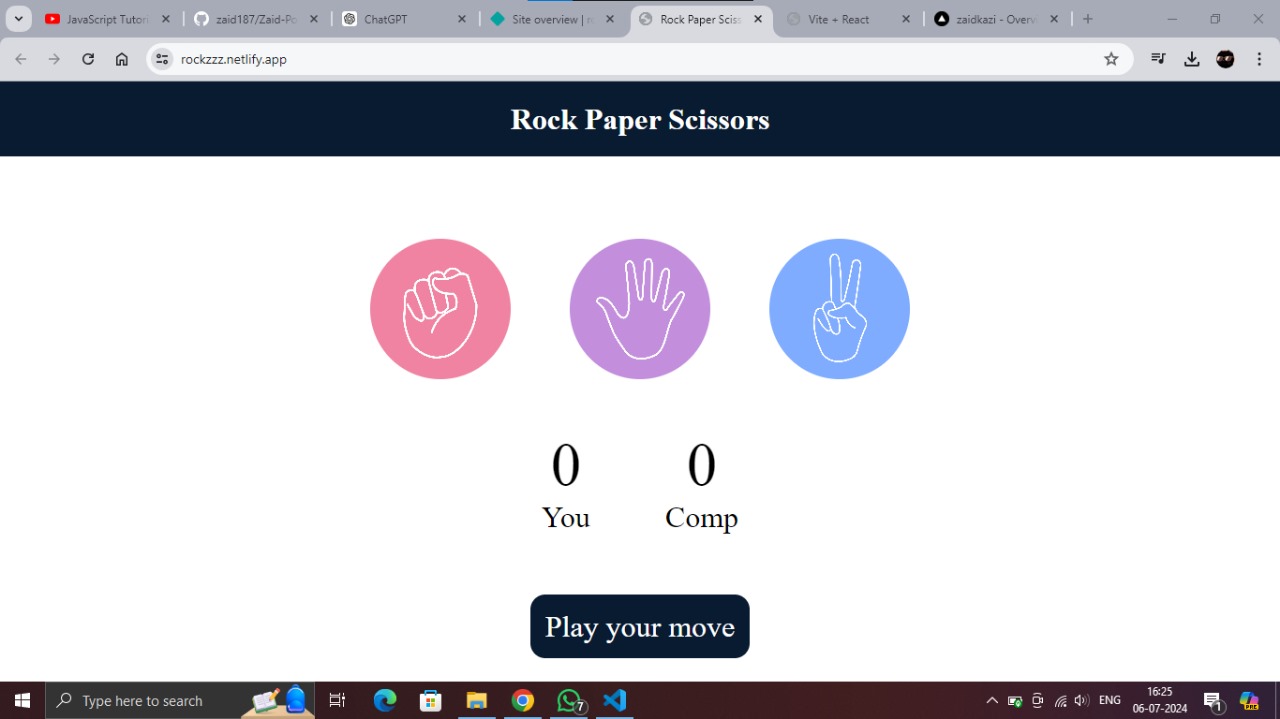 JavaScript Tutori
zaid187/Zaid-Po
ChatGPT
Site overview | ro
Rock Paper Sciss
Vite + React
zaidkazi - Overv
rockzzz.netlify.app
Rock Paper Scissors
0 0
You Comp
Play your move
Type here to search
7
ENG
16:25
06-07-2024
1
PRE